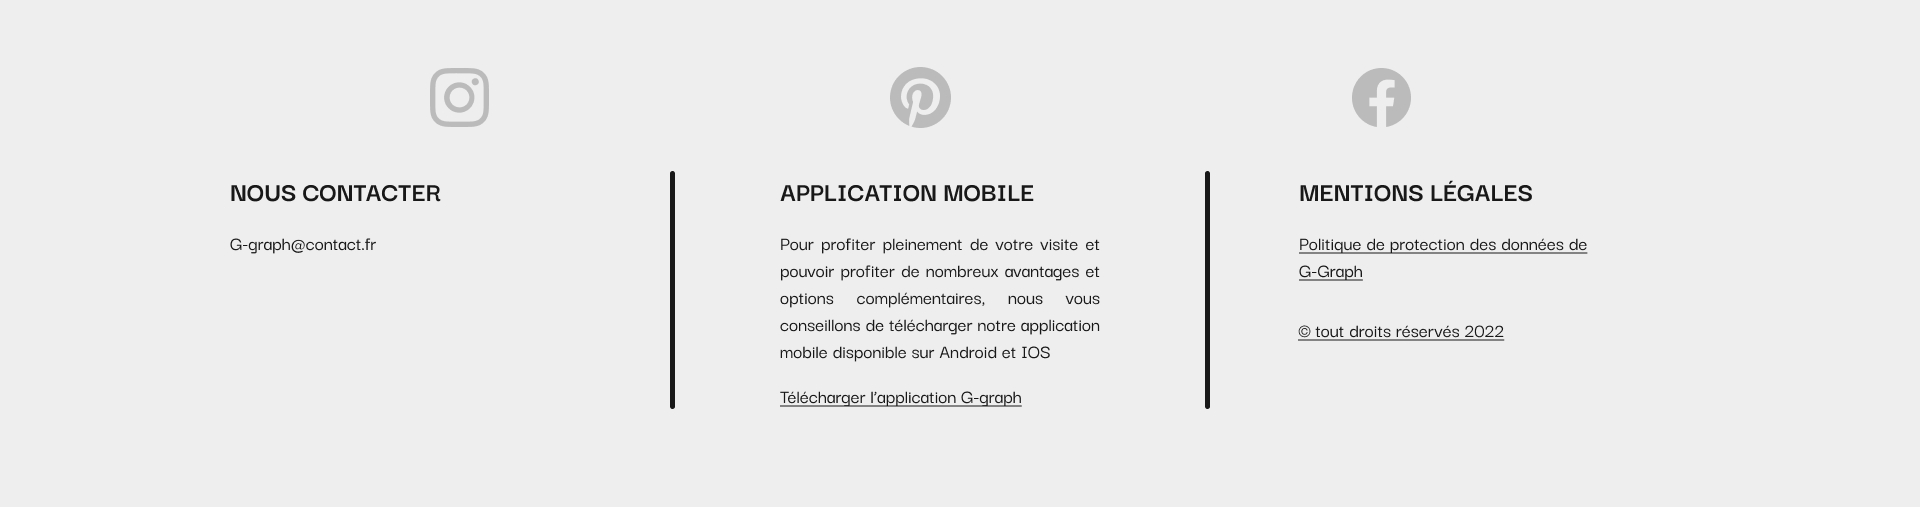 NOUS CONTACTER
G-graph@contact.fr
APPLICATION MOBILE
Pour profiter pleinement de votre visite et
pouvoir profiter de nombreux avantages et
options complémentaires, nous vous
conseillons de télécharger notre application
mobile disponible sur Android et IOS
Télécharger l'application G-graph
MENTIONS LÉGALES
Politique de protection des données de
G-Graph
© tout droits réservés 2022